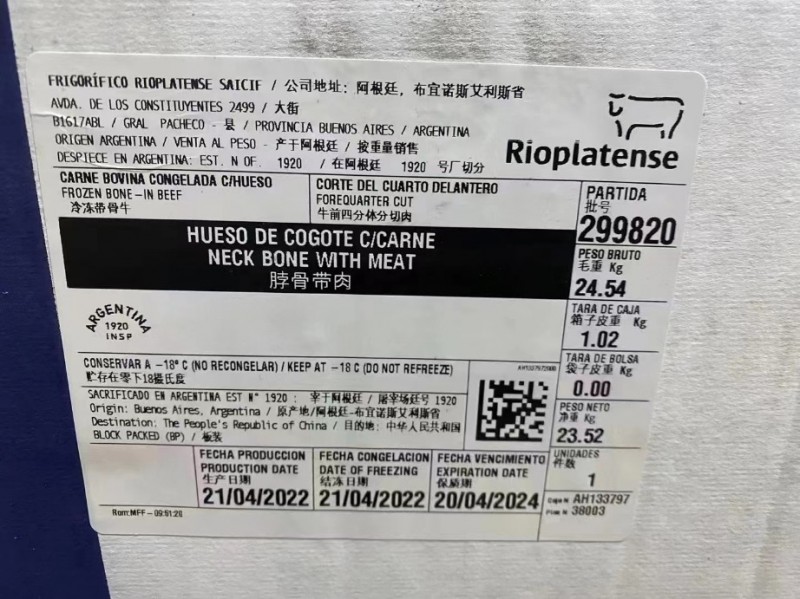 FRIGORÍFICO RIOPLATENSE SAICIF / 公司地址: 阿根廷, 布宜诺斯艾利斯省
AVDA. DE LOS CONSTITUYENTES 2499 / 大街
B1617ABL / GRAL PACHECO - 县 / PROVINCIA BUENOS AIRES / ARGENTINA
ORIGEN ARGENTINA / VENTA AL PESO - 产于阿根廷 / 按重量销售
DESPIECE EN ARGENTINA: EST. N OF. 1920 / 在阿根廷 1920 号厂切分
Rioplatense
CARNE BOVINA CONGELADA C/HUESO
FROZEN BONE-IN BEEF
冷冻带骨牛
CORTE DEL CUARTO DELANTERO
FOREQUARTER CUT
牛前四分体分切肉
PARTIDA
批号
299820
HUESO DE COGOTE C/CARNE
NECK BONE WITH MEAT
脖骨带肉
PESO BRUTO
毛重 Kg
24.54
TARA DE CAJA
箱子皮重 Kg
1.02
TARA DE BOLSA
袋子皮重 Kg
0.00
PESO NETO
净重 Kg
23.52
UNIDADES
件数
1
ARGENTINA
1920
INSP
CONSERVAR A -18° C (NO RECONGELAR) / KEEP AT -18 C (DO NOT REFREEZE)
贮存在零下18摄氏度
SACRIFICADO EN ARGENTINA EST N° 1920 : 宰于阿根廷 / 屠宰场廷号 1920
Origin: Buenos Aires, Argentina / 原产地/阿根廷-布宜诺斯艾利斯省
Destination: The People's Republic of China / 目的地: 中华人民共和国
BLOCK PACKED (BP) / 板装
FECHA PRODUCCION
PRODUCTION DATE
生产日期
21/04/2022
FECHA CONGELACION
DATE OF FREEZING
结冻日期
21/04/2022
FECHA VENCIMIENTO
EXPIRATION DATE
保质期
20/04/2024
Caja N AH133797
38003
Rom:MFF - 09:51:26